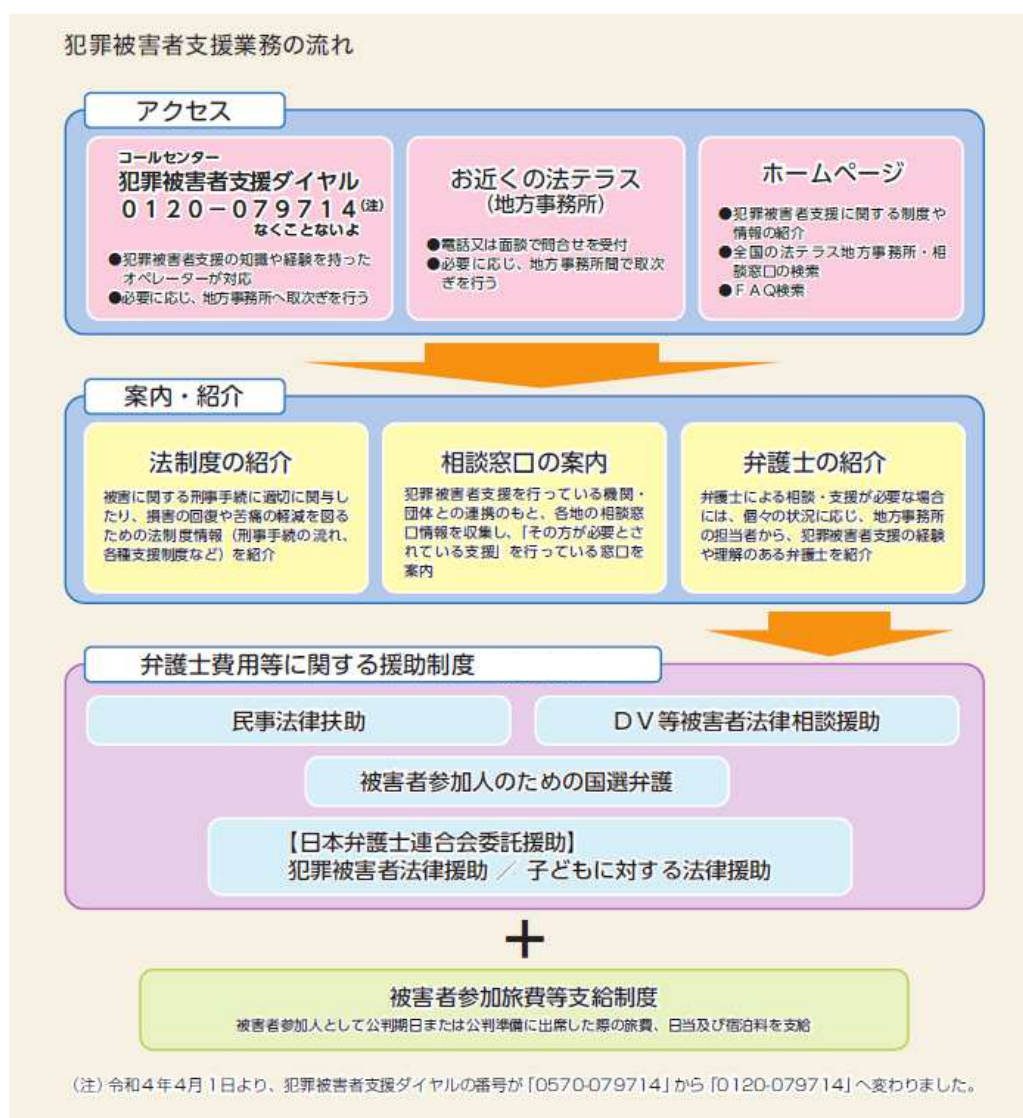 犯罪被害者支援業務の流れ
アクセス
コールセンター
犯罪被害者支援ダイヤル
0120-079714(注)
なくことないよ
●犯罪被害者支援の知識や経験を持った
オペレーターが対応
●必要に応じ、地方事務所へ取次ぎを行う
お近くの法テラス
(地方事務所)
●電話又は面談で問合せを受付
●必要に応じ、地方事務所間で取次
ぎを行う
ホームページ
●犯罪被害者支援に関する制度や
情報の紹介
●全国の法テラス地方事務所・相
談窓口の検索
●FAQ検索
案内・紹介
法制度の紹介
被害に関する刑事手続に適切に関与し
たり、損害の回復や苦痛の軽減を図る
ための法制度情報(刑事手続の流れ、
各種支援制度など)を紹介
相談窓口の案内
犯罪被害者支援を行っている機関・
団体との連携のもと、各地の相談窓
口情報を収集し、「その方が必要とさ
れている支援」を行っている窓口を
案内
弁護士の紹介
弁護士による相談・支援が必要な場合
には、個々の状況に応じ、地方事務所
の担当者から、犯罪被害者支援の経験
や理解のある弁護士を紹介
弁護士費用等に関する援助制度
民事法律扶助
DV等被害者法律相談援助
被害者参加人のための国選弁護
【日本弁護士連合会委託援助】
犯罪被害者法律援助 / 子どもに対する法律援助
+
被害者参加旅費等支給制度
被害者参加人として公判期日または公判準備に出席した際の旅費、日当及び宿泊料を支給
(注)令和4年4月1日より、犯罪被害者支援ダイヤルの番号が「0570-079714」から「0120-079714」へ変わりました。